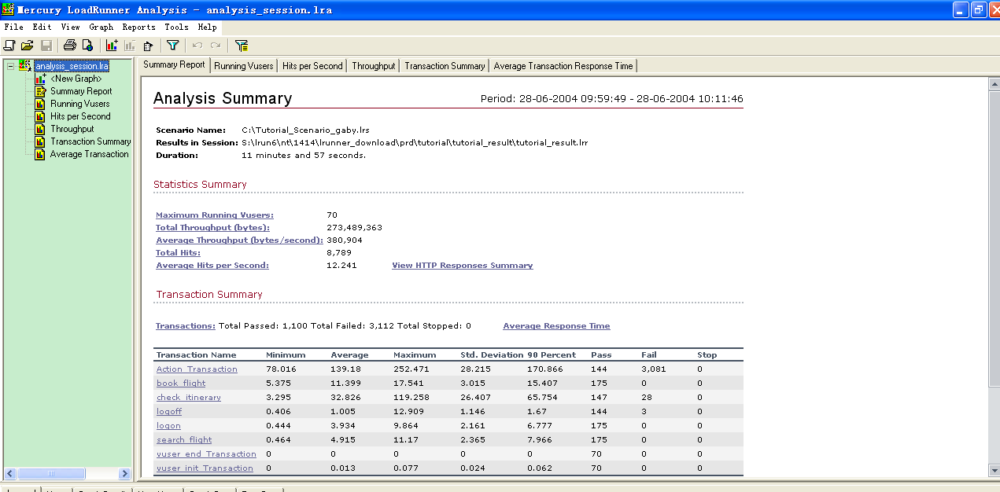 Mercury LoadRunner Analysis - analysis_session.lra
File Edit View Graph Reports Tools Help
analysis_session.lra
<New Graph>
Summary Report
Running Vusers
Hits per Second
Throughput
Transaction Summary
Average Transaction
Summary Report Running Vusers Hits per Second Throughput Transaction Summary Average Transaction Response Time
Analysis Summary Period: 28-06-2004 09:59:49 - 28-06-2004 10:11:46
Scenario Name: C:\Tutorial_Scenario_gaby.lrs
Results in Session: S:\lrun6\nt\1414\lrunner_download\prd\tutorial\tutorial_result\tutorial_result.lrr
Duration: 11 minutes and 57 seconds.
Statistics Summary
Maximum Running Vusers: 70
Total Throughput (bytes): 273,489,363
Average Throughput (bytes/second): 380,904
Total Hits: 8,789
Average Hits per Second: 12.241 View HTTP Responses Summary
Transaction Summary
Transactions: Total Passed: 1,100 Total Failed: 3,112 Total Stopped: 0 Average Response Time
Transaction Name Minimum Average Maximum Std. Deviation 90 Percent Pass Fail Stop
Action_Transaction 78.016 139.18 252.471 28.215 170.866 144 3,081 0
book_flight 5.375 11.399 17.541 3.015 15.407 175 0 0
check_itinerary 3.295 32.826 119.258 26.407 65.754 147 28 0
logoff 0.406 1.005 12.909 1.146 1.67 144 3 0
logon 0.444 3.934 9.864 2.161 6.777 175 0 0
search_flight 0.464 4.915 11.17 2.365 7.966 175 0 0
vuser_end_Transaction 0 0 0 0 0 70 0 0
vuser_init_Transaction 0 0.013 0.077 0.024 0.062 70 0 0